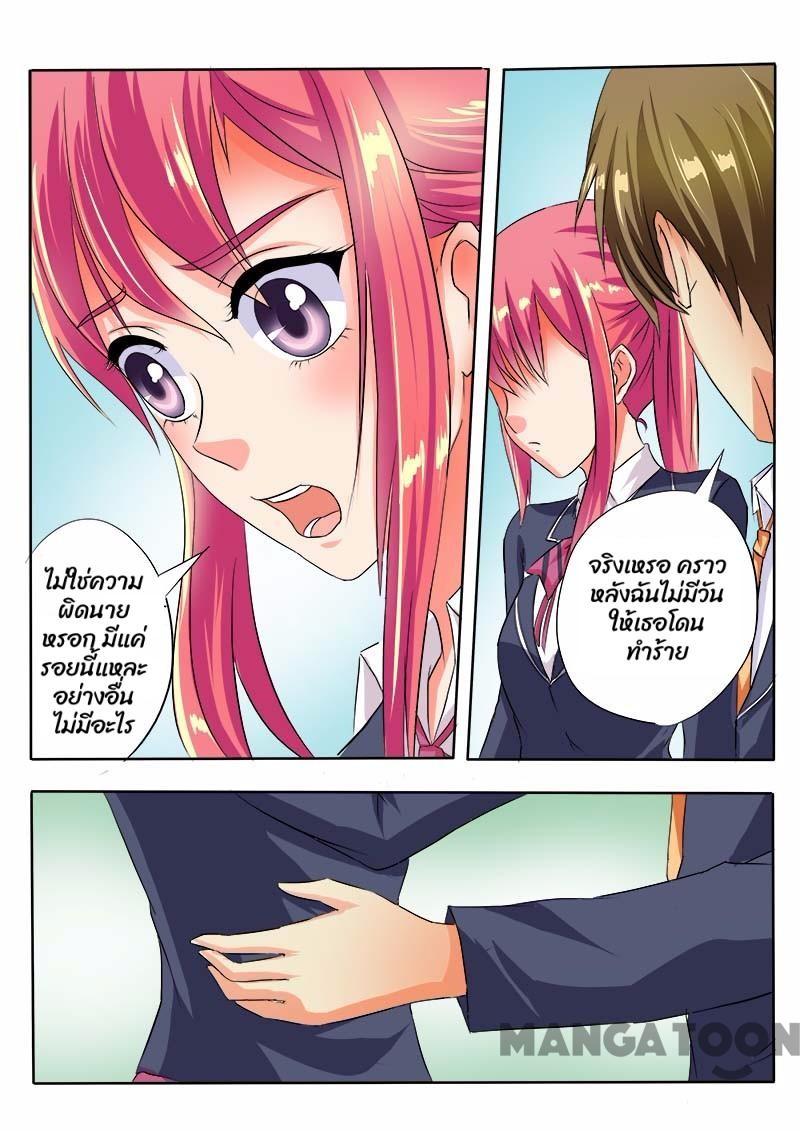 ไม่ใช่ความ
ผิดนาย
หรอก มีแค่
รอยนี้แหละ
อย่างอื่น
ไม่มีอะไร
จริงเหรอ คราว
หลังฉันไม่มีวัน
ให้เธอโดน
ทำร้าย
MANGATOON